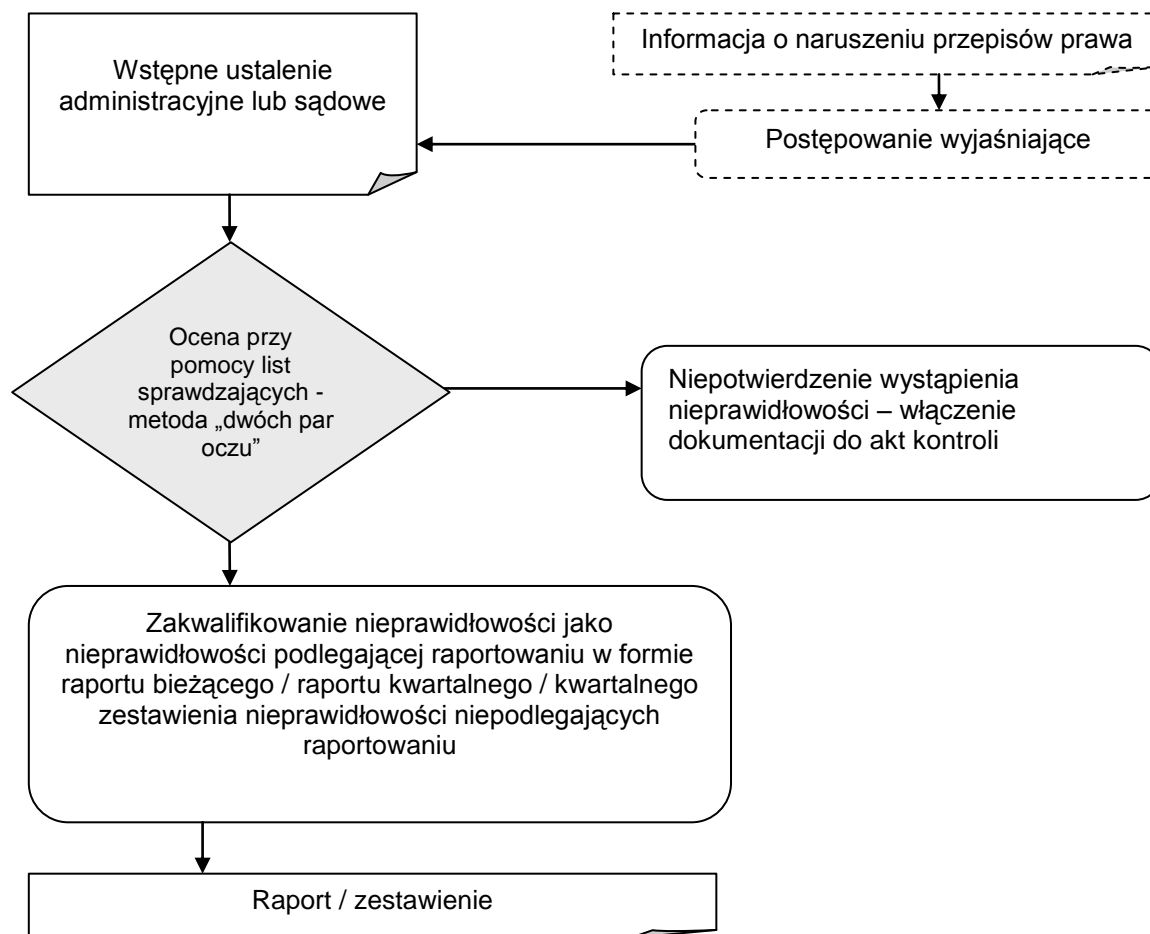 Informacja o naruszeniu przepisów prawa
Wstępne ustalenie
administracyjne lub sądowe
Postępowanie wyjaśniające
Ocena przy
pomocy list
sprawdzających -
metoda „dwóch par
oczu”
Niepotwierdzenie wystąpienia
nieprawidłowości – włączenie
dokumentacji do akt kontroli
Zakwalifikowanie nieprawidłowości jako
nieprawidłowości podlegającej raportowaniu w formie
raportu bieżącego / raportu kwartalnego / kwartalnego
zestawienia nieprawidłowości niepodlegających
raportowaniu
Raport / zestawienie